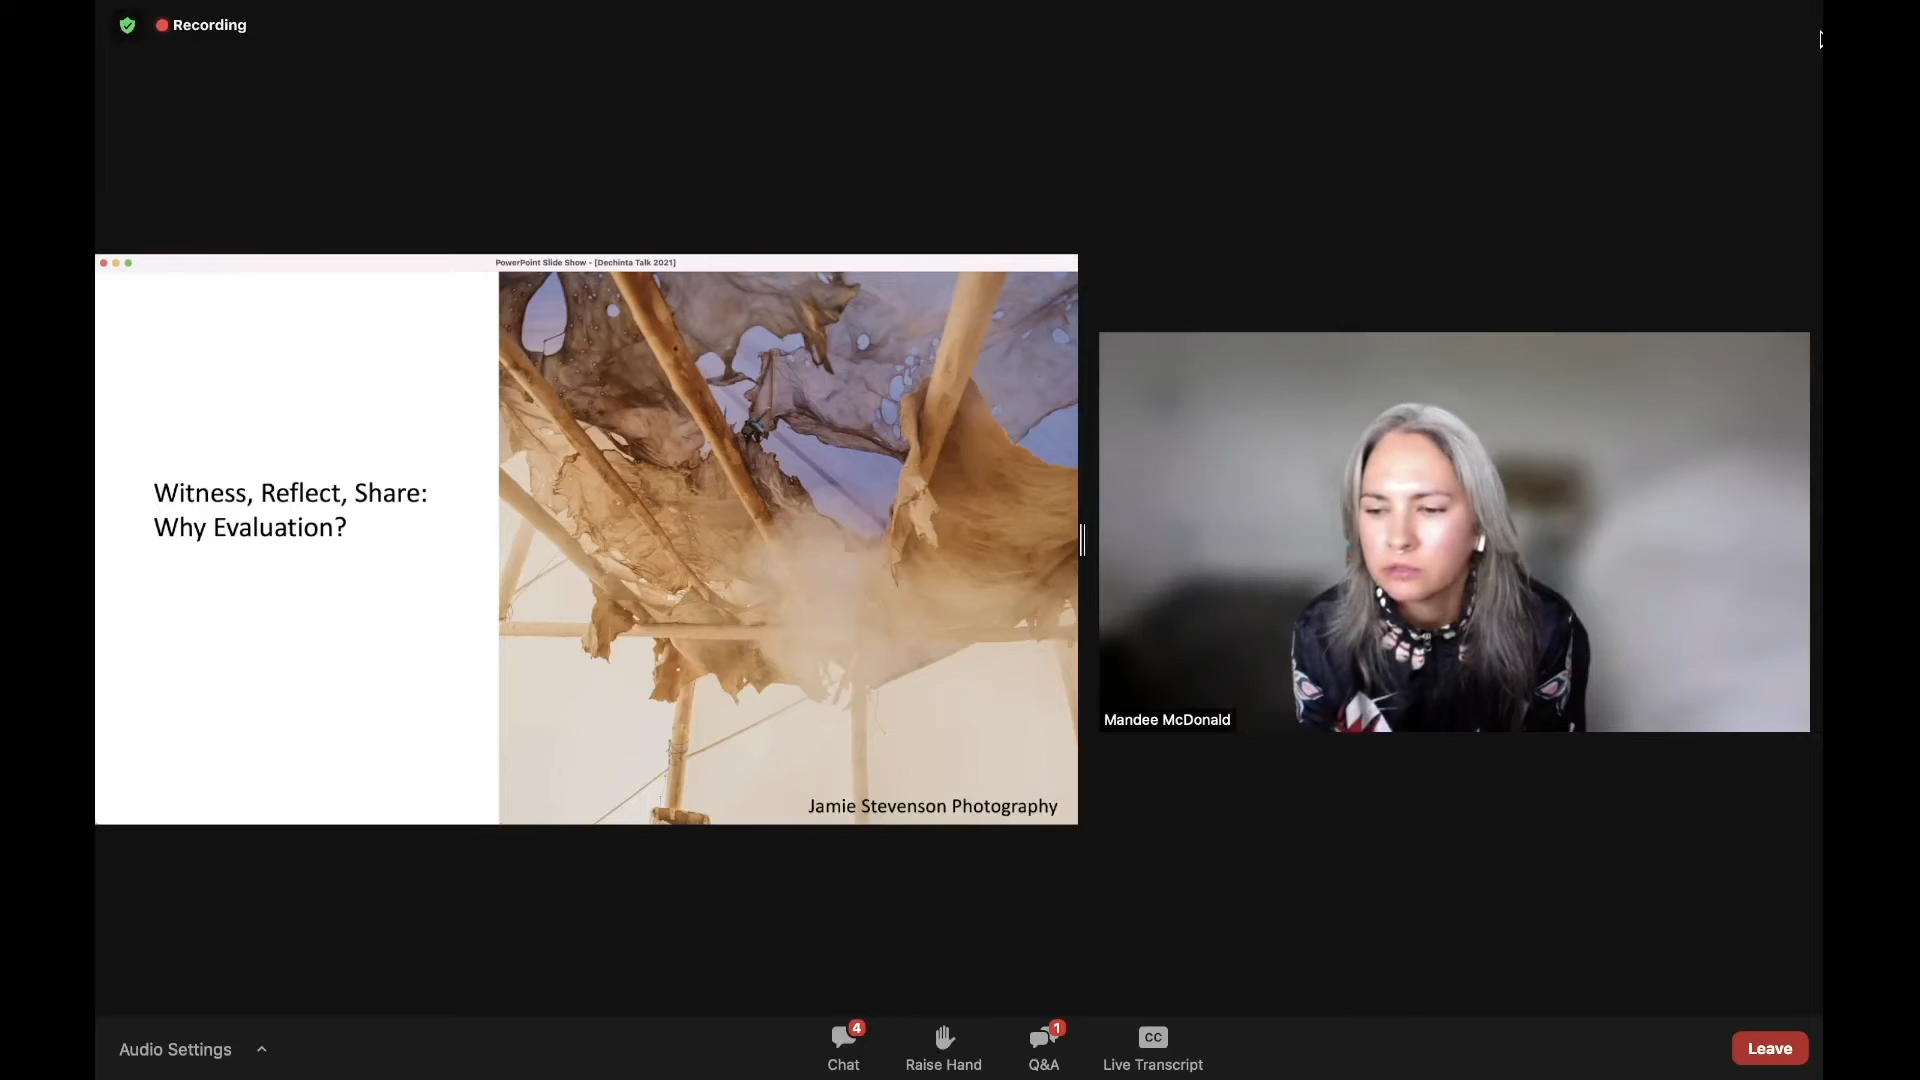 Recording
PowerPoint Slide Show - [Dechinta Talk 2021]
Witness, Reflect, Share:
Why Evaluation?
Jamie Stevenson Photography
Mandee McDonald
Audio Settings
4
Chat
Raise Hand
1
Q&A
CC
Live Transcript
Leave